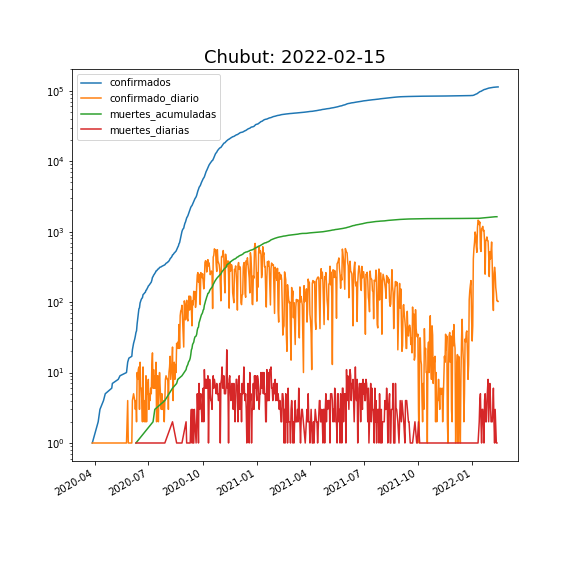 Chubut: 2022-02-15
confirmados
confirmado_diario
muertes_acumuladas
muertes_diarias
10⁵
10⁴
10³
10²
10¹
10⁰
2020-04
2020-07
2020-10
2021-01
2021-04
2021-07
2021-10
2022-01